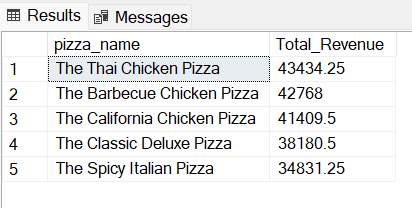 Results Messages
pizza_name Total_Revenue
1 The Thai Chicken Pizza 43434.25
2 The Barbecue Chicken Pizza 42768
3 The California Chicken Pizza 41409.5
4 The Classic Deluxe Pizza 38180.5
5 The Spicy Italian Pizza 34831.25